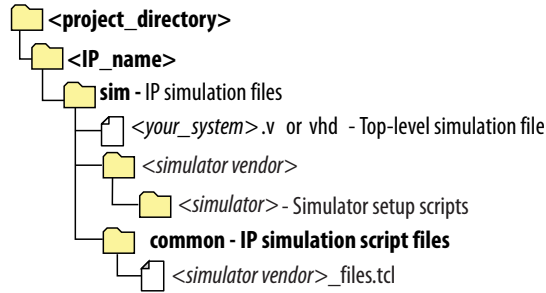 <project_directory>
<IP_name>
sim - IP simulation files
<your_system>.v or vhd - Top-level simulation file
<simulator vendor>
<simulator> - Simulator setup scripts
common - IP simulation script files
<simulator vendor>_files.tcl